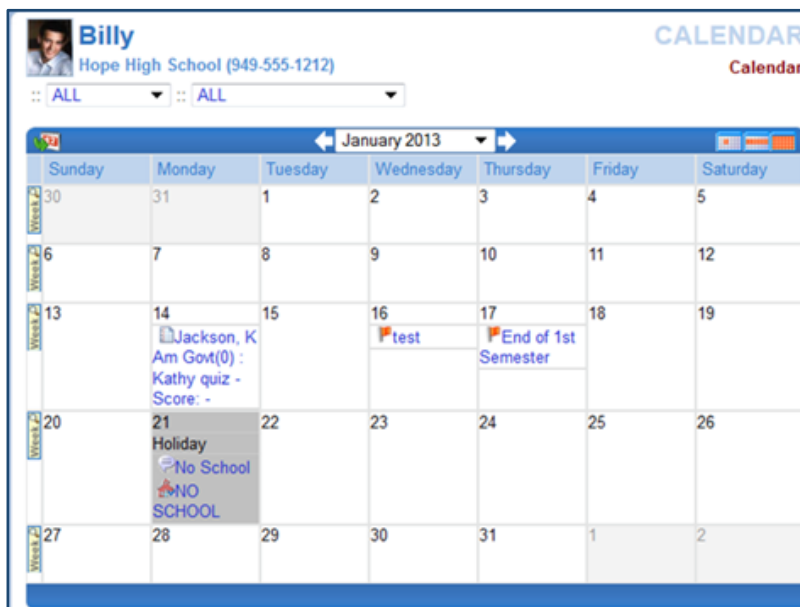 Billy
CALENDAR
Hope High School (949-555-1212)
Calendar
:: ALL :: ALL
January 2013
Sunday Monday Tuesday Wednesday Thursday Friday Saturday
Week 30 31 1 2 3 4 5
Week 6 7 8 9 10 11 12
Week 13 14 15 16 17 18 19
Jackson, K test End of 1st
Am Govt(0) : Semester
Kathy quiz -
Score: -
Week 20 21 22 23 24 25 26
Holiday
No School
NO
SCHOOL
Week 27 28 29 30 31 1 2